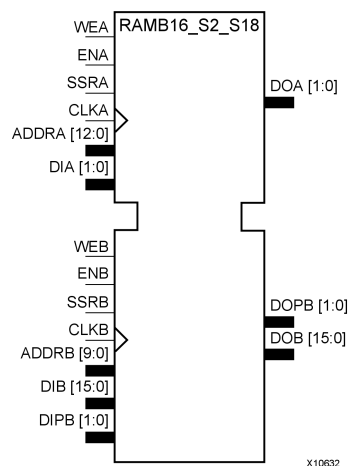 RAMB16_S2_S18
WEA
ENA
SSRA
DOA [1:0]
CLKA
ADDRA [12:0]
DIA [1:0]
WEB
ENB
SSRB
DOPB [1:0]
CLKB
DOB [15:0]
ADDRB [9:0]
DIB [15:0]
DIPB [1:0]
X10632